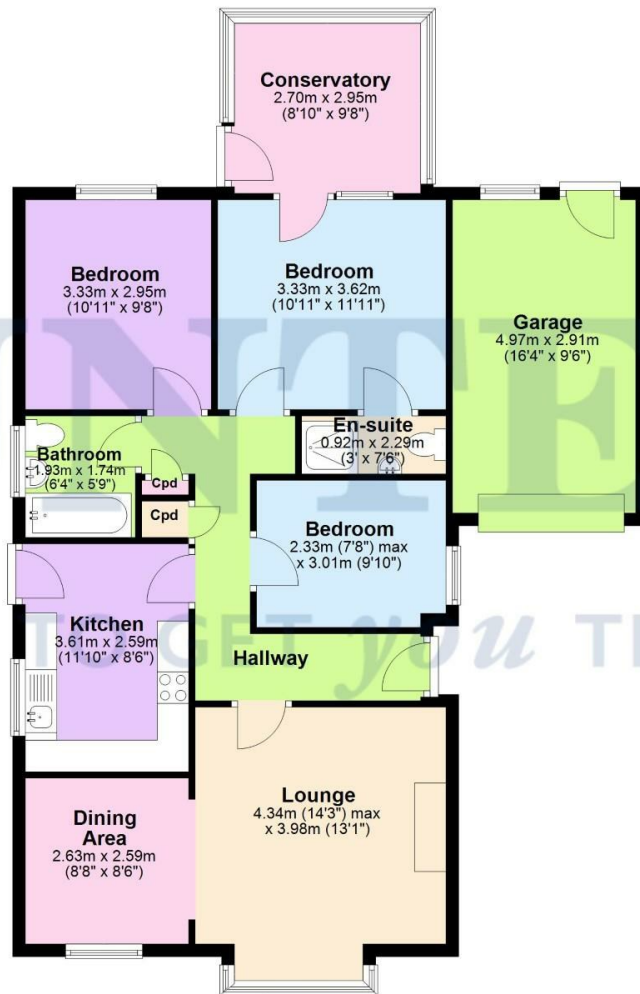 Conservatory
2.70m x 2.95m
(8'10" x 9'8")
Bedroom
3.33m x 2.95m
(10'11" x 9'8")
Bedroom
3.33m x 3.62m
(10'11" x 11'11")
Garage
4.97m x 2.91m
(16'4" x 9'6")
NTE
Bathroom
1.93m x 1.74m
(6'4" x 5'9")
En-suite
0.92m x 2.29m
(3' x 7'6")
Cpd
Cpd
Bedroom
2.33m (7'8") max
x 3.01m (9'10")
Kitchen
3.61m x 2.59m
(11'10" x 8'6")
TO GET you
Hallway
Lounge
4.34m (14'3") max
x 3.98m (13'1")
Dining
Area
2.63m x 2.59m
(8'8" x 8'6")